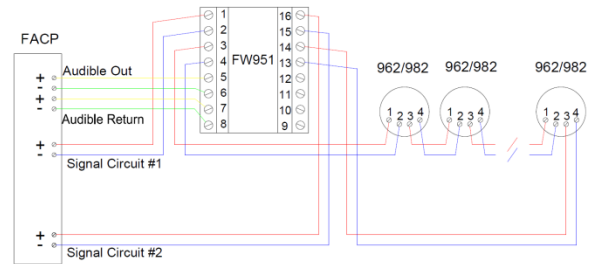 FACP
+ Audible Out
-
+
- Audible Return
+
- Signal Circuit #1
+
- Signal Circuit #2
FW951
1 16
2 15
3 14
4 13
5 12
6 11
7 10
8 9
962/982 962/982 962/982
1 2 3 4 1 2 3 4 1 2 3 4